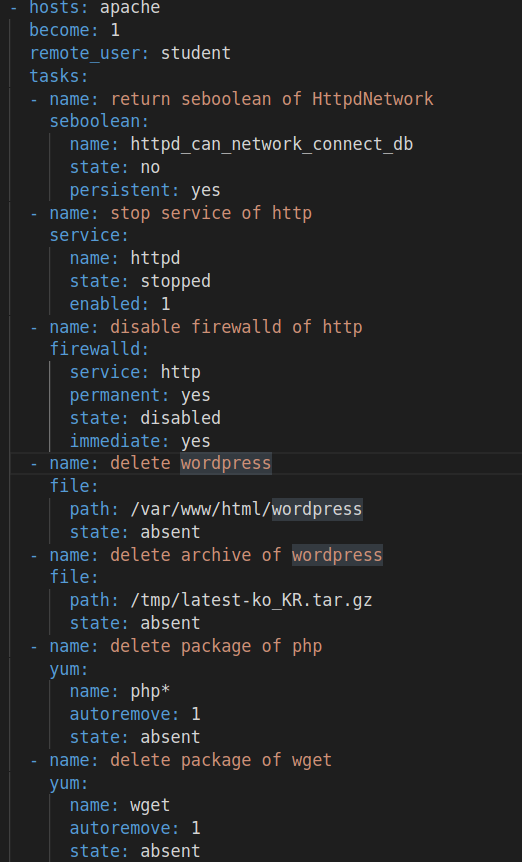 - hosts: apache
  become: 1
  remote_user: student
  tasks:
  - name: return seboolean of HttpdNetwork
    seboolean:
      name: httpd_can_network_connect_db
      state: no
      persistent: yes
  - name: stop service of http
    service:
      name: httpd
      state: stopped
      enabled: 1
  - name: disable firewalld of http
    firewalld:
      service: http
      permanent: yes
      state: disabled
      immediate: yes
  - name: delete wordpress
    file:
      path: /var/www/html/wordpress
      state: absent
  - name: delete archive of wordpress
    file:
      path: /tmp/latest-ko_KR.tar.gz
      state: absent
  - name: delete package of php
    yum:
      name: php*
      autoremove: 1
      state: absent
  - name: delete package of wget
    yum:
      name: wget
      autoremove: 1
      state: absent